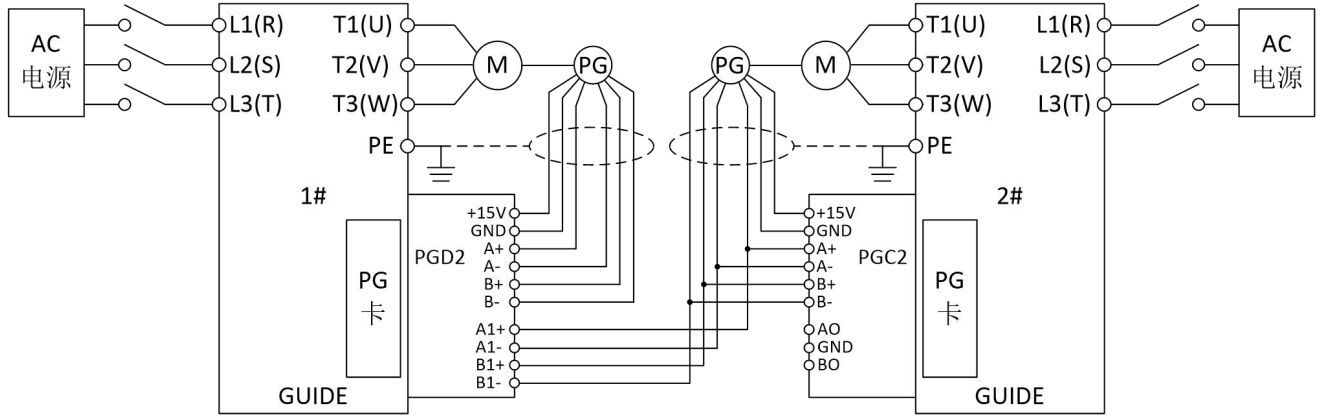 AC
电源
L1(R)
L2(S)
L3(T)
T1(U)
T2(V)
T3(W)
PE
M
PG
1#
PG
卡
GUIDE
PGD2
+15V
GND
A+
A-
B+
B-
A1+
A1-
B1+
B1-
PG
M
T1(U)
T2(V)
T3(W)
PE
L1(R)
L2(S)
L3(T)
AC
电源
2#
PGC2
+15V
GND
A+
A-
B+
B-
AO
GND
BO
PG
卡
GUIDE